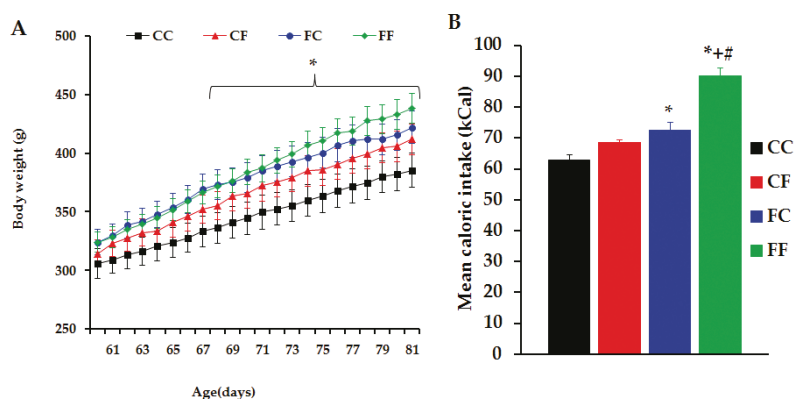 A
CC CF FC FF
*
Body weight (g)
500
450
400
350
300
250
61 63 65 67 69 71 73 75 77 79 81
Age(days)
B
Mean caloric intake (kCal)
100
90
80
70
60
50
40
30
20
10
0
*
*+#
CC
CF
FC
FF